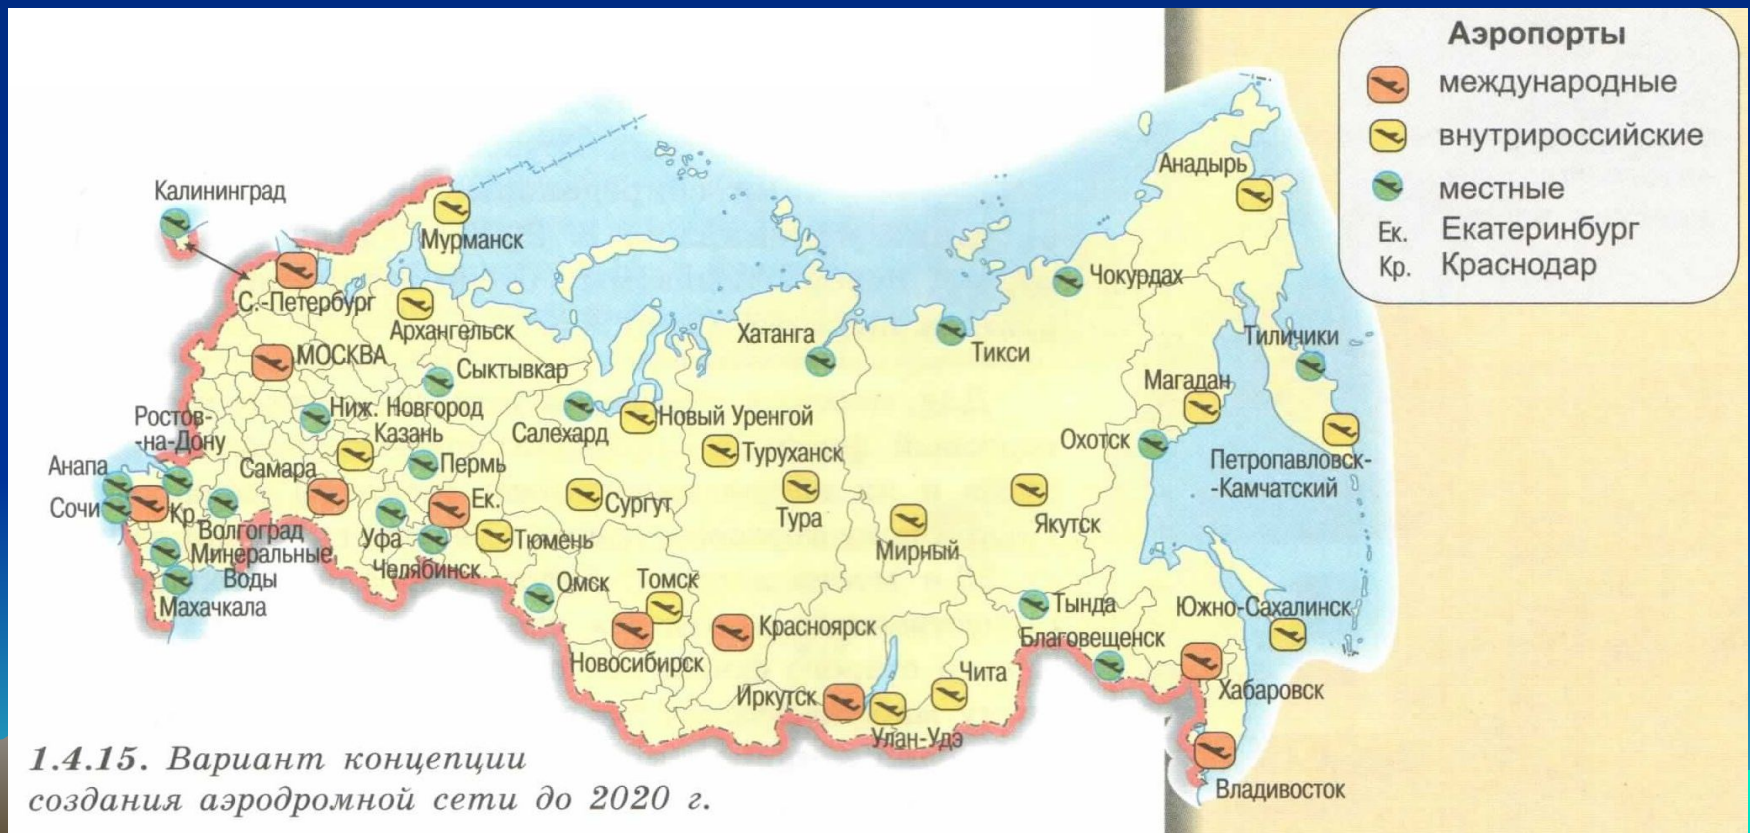 Аэропорты
международные
внутрироссийские
местные
Ек. Екатеринбург
Кр. Краснодар
Калининград
Мурманск
С.-Петербург
Архангельск
МОСКВА
Сыктывкар
Ниж. Новгород
Казань
Ростов-
-на-Дону
Анапа
Самара
Пермь
Сочи
Кр.
Волгоград
Ек.
Уфа
Тюмень
Минеральные
Воды
Челябинск
Махачкала
Салехард
Новый Уренгой
Сургут
Омск
Томск
Новосибирск
Красноярск
Хатанга
Туруханск
Тура
Мирный
Тикси
Чокурдах
Анадырь
Тиличики
Магадан
Охотск
Петропавловск-
-Камчатский
Якутск
Тында
Южно-Сахалинск
Благовещенск
Чита
Иркутск
Улан-Удэ
Хабаровск
Владивосток
1.4.15. Вариант концепции
создания аэродромной сети до 2020 г.